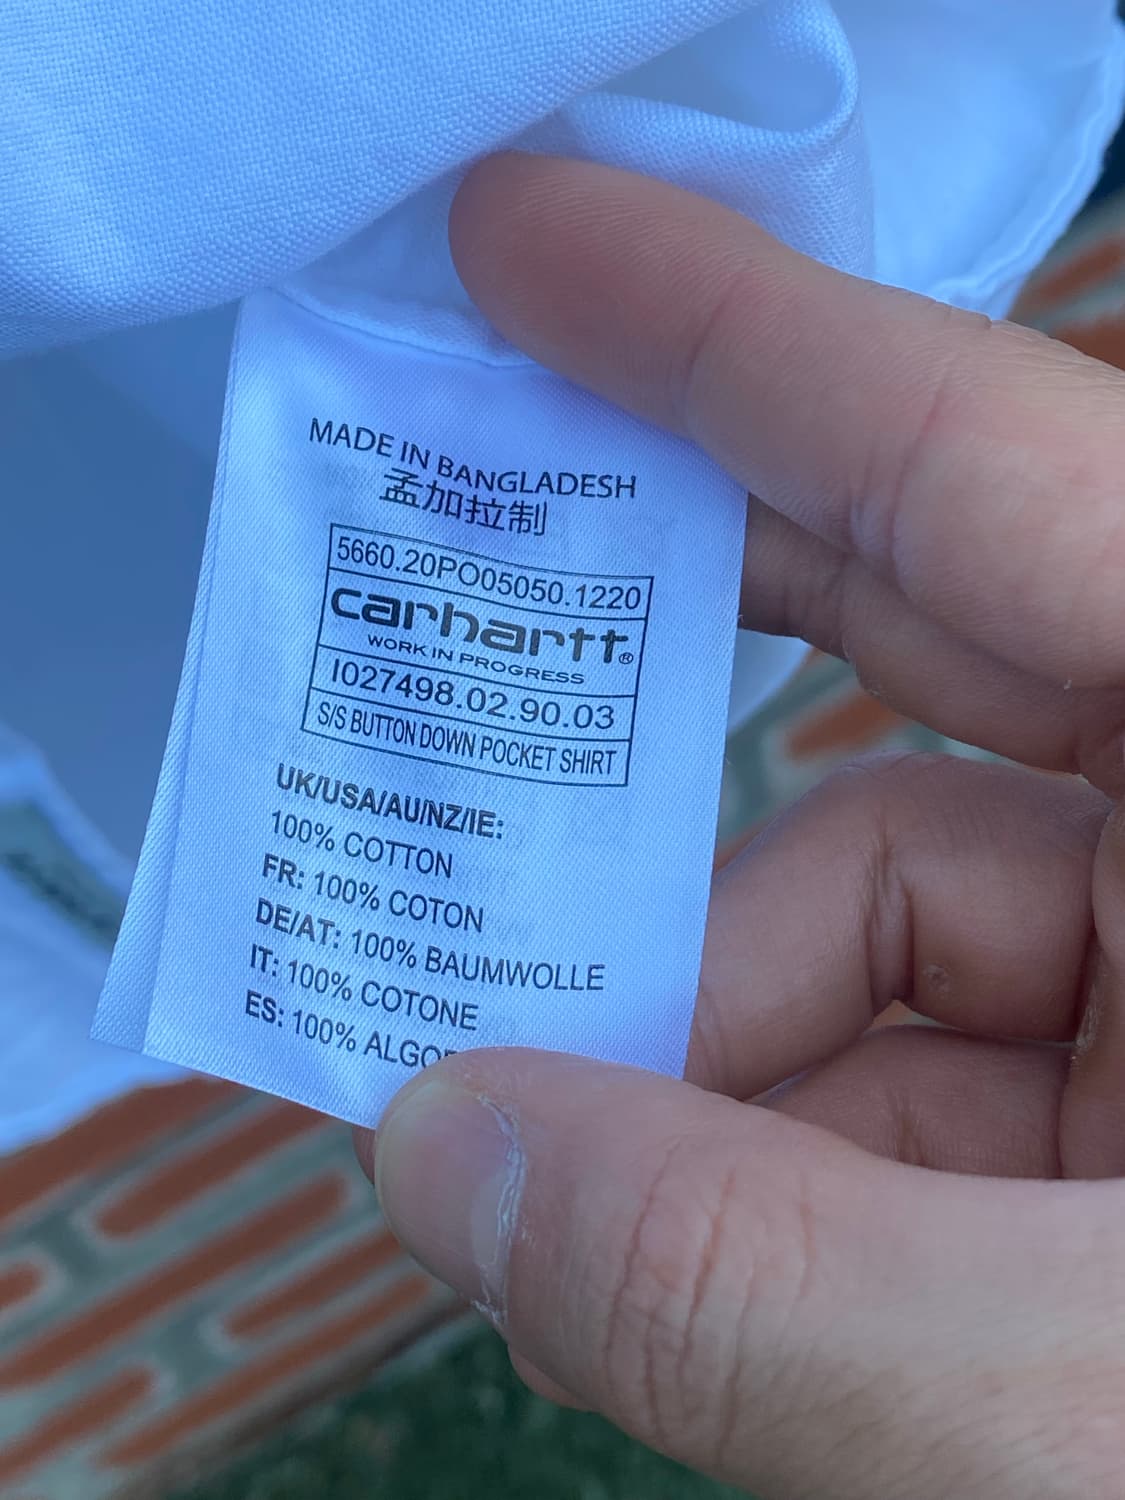 MADE IN BANGLADESH
孟加拉制
5660.20PO05050.1220
carhartt®
WORK IN PROGRESS
I027498.02.90.03
S/S BUTTON DOWN POCKET SHIRT
UK/USA/AU/NZ/IE:
100% COTTON
FR: 100% COTON
DE/AT: 100% BAUMWOLLE
IT: 100% COTONE
ES: 100%